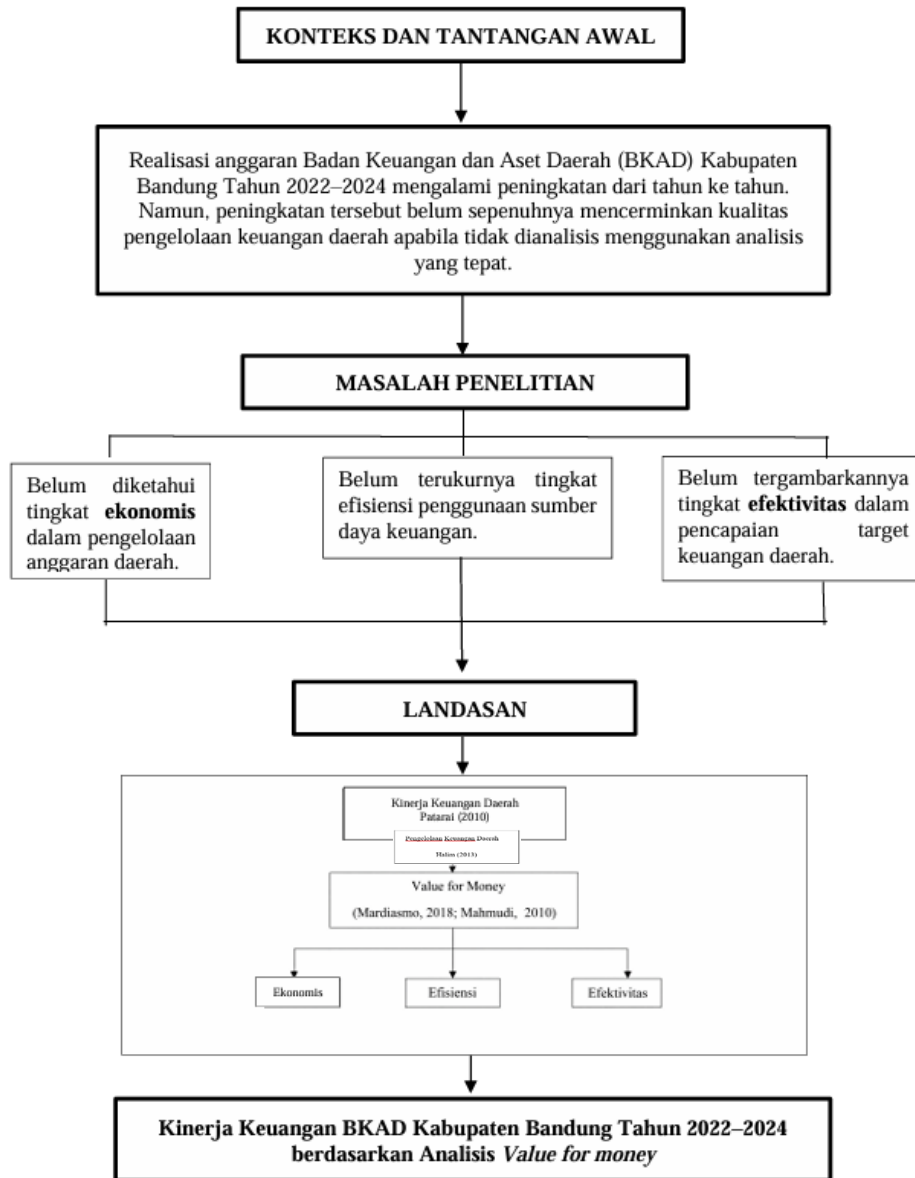 KONTEKS DAN TANTANGAN AWAL
Realisasi anggaran Badan Keuangan dan Aset Daerah (BKAD) Kabupaten
Bandung Tahun 2022–2024 mengalami peningkatan dari tahun ke tahun.
Namun, peningkatan tersebut belum sepenuhnya mencerminkan kualitas
pengelolaan keuangan daerah apabila tidak dianalisis menggunakan analisis
yang tepat.
MASALAH PENELITIAN
Belum diketahui
tingkat ekonomis
dalam pengelolaan
anggaran daerah.
Belum terukurnya tingkat
efisiensi penggunaan sumber
daya keuangan.
Belum tergambarkannya
tingkat efektivitas dalam
pencapaian target
keuangan daerah.
LANDASAN
Kinerja Keuangan Daerah
Patarai (2010)
Pengelolaan Keuangan Daerah
Halim (2013)
Value for Money
(Mardiasmo, 2018; Mahmudi, 2010)
Ekonomis
Efisiensi
Efektivitas
Kinerja Keuangan BKAD Kabupaten Bandung Tahun 2022–2024
berdasarkan Analisis Value for money